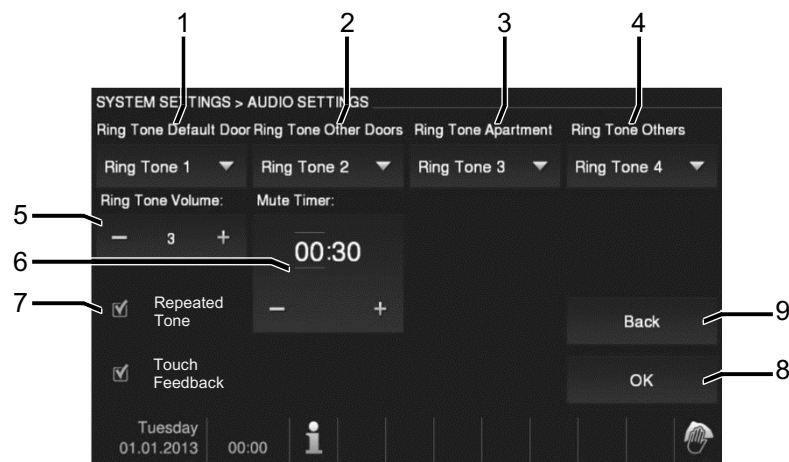 1 2 3 4
SYSTEM SETTINGS > AUDIO SETTINGS
Ring Tone Default Door Ring Tone Other Doors Ring Tone Apartment Ring Tone Others
Ring Tone 1 Ring Tone 2 Ring Tone 3 Ring Tone 4
Ring Tone Volume: Mute Timer:
5
− 3 +
00:30
6
7
Repeated
Tone
− +
Back
9
Touch
Feedback
OK
8
Tuesday
01.01.2013 00:00 i